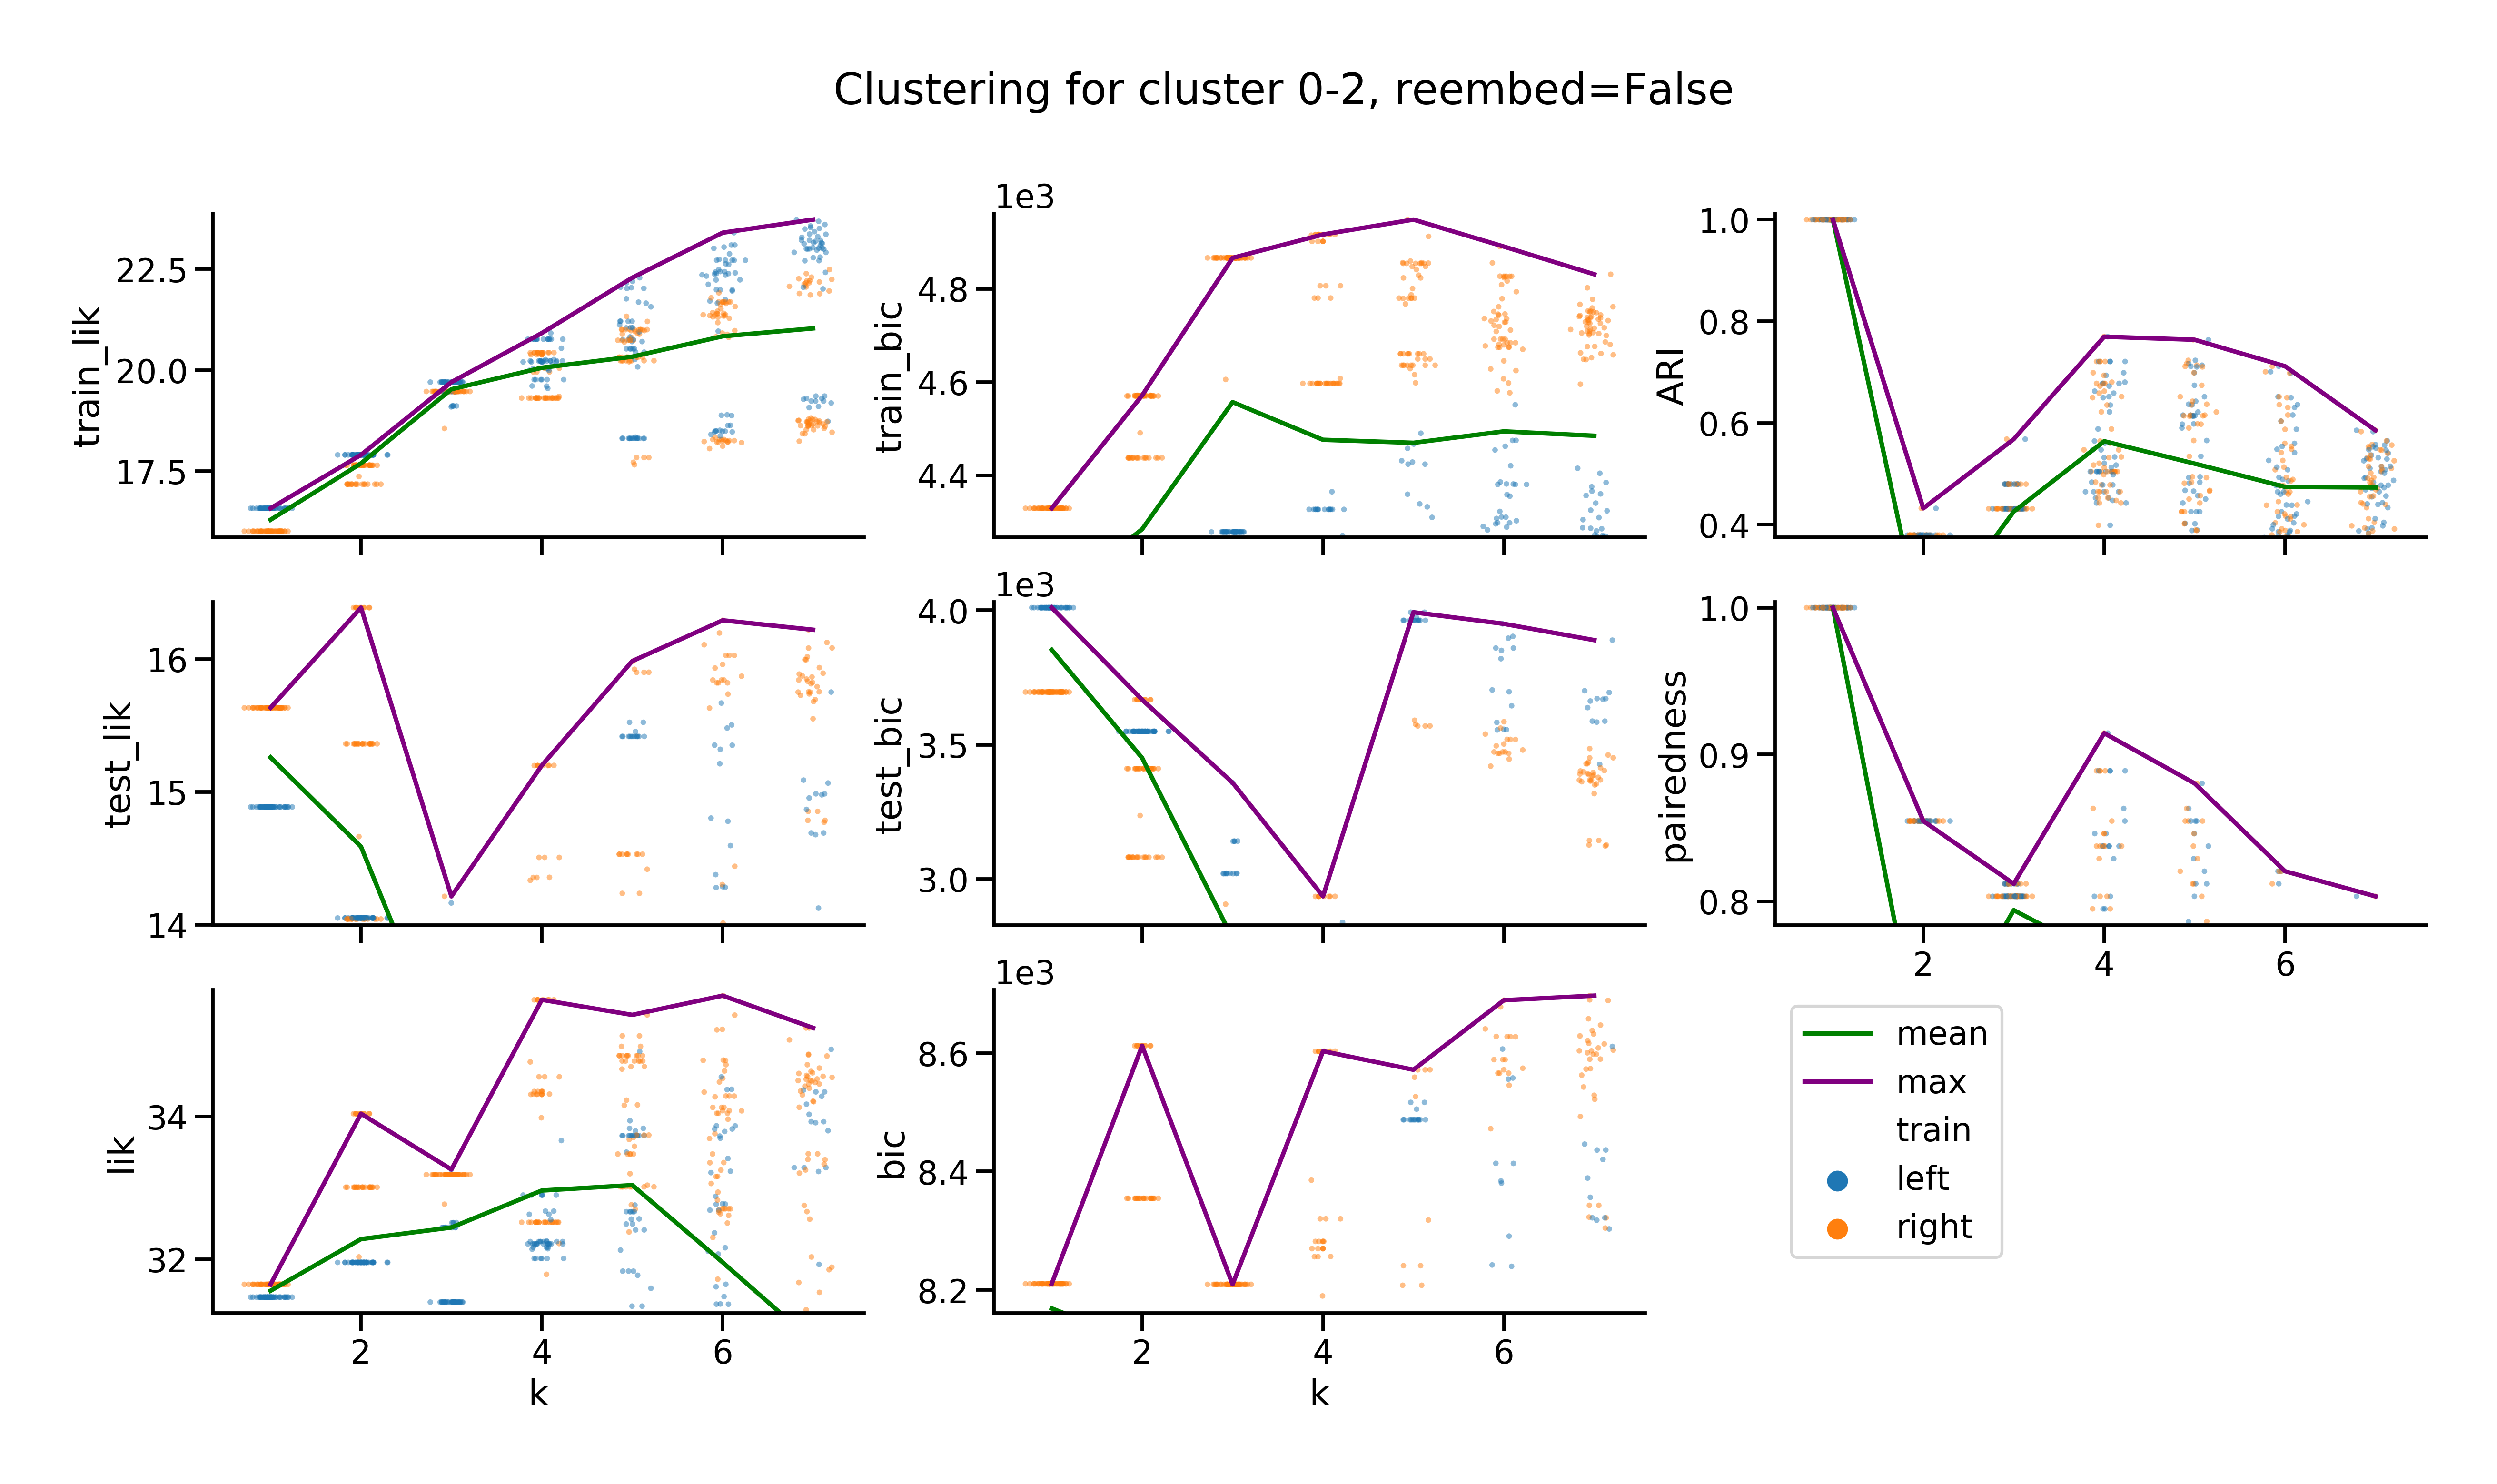 Clustering for cluster 0-2, reembed=False
train_lik
22.5
20.0
17.5
1e3
train_bic
4.8
4.6
4.4
ARI
1.0
0.8
0.6
0.4
test_lik
16
15
14
1e3
test_bic
4.0
3.5
3.0
pairedness
1.0
0.9
0.8
2 4 6
lik
34
32
2 4 6
k
1e3
bic
8.6
8.4
8.2
2 4 6
k
mean
max
train
left
right